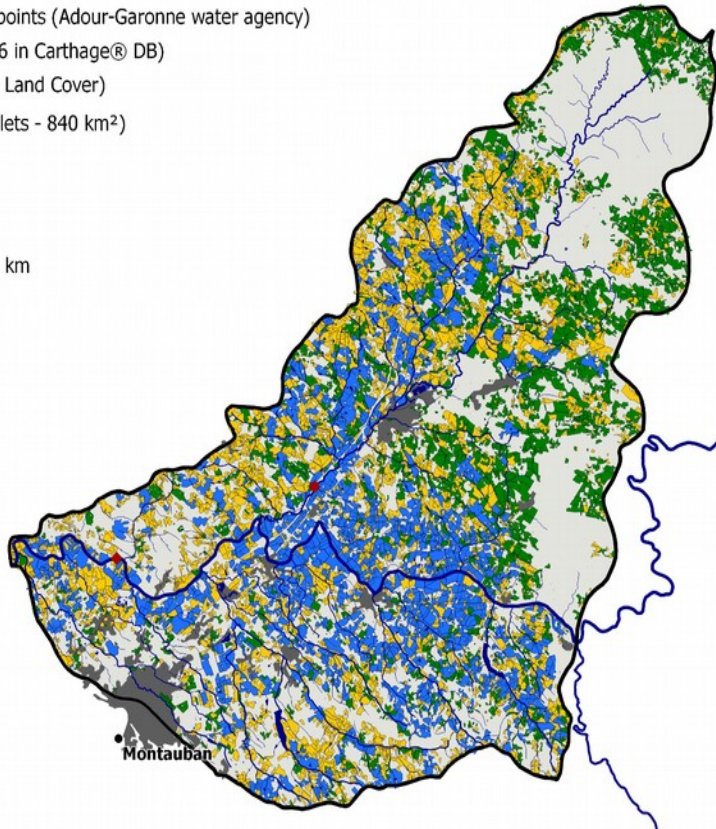 points (Adour-Garonne water agency)
6 in Carthage® DB)
Land Cover)
lets - 840 km²)
km
Montauban